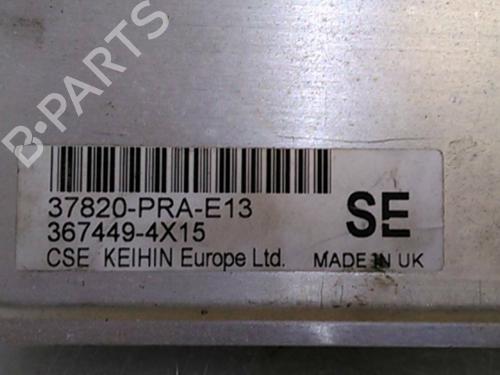 B-PARTS
37820-PRA-E13
367449-4X15
SE
CSE KEIHIN Europe Ltd. MADE IN UK